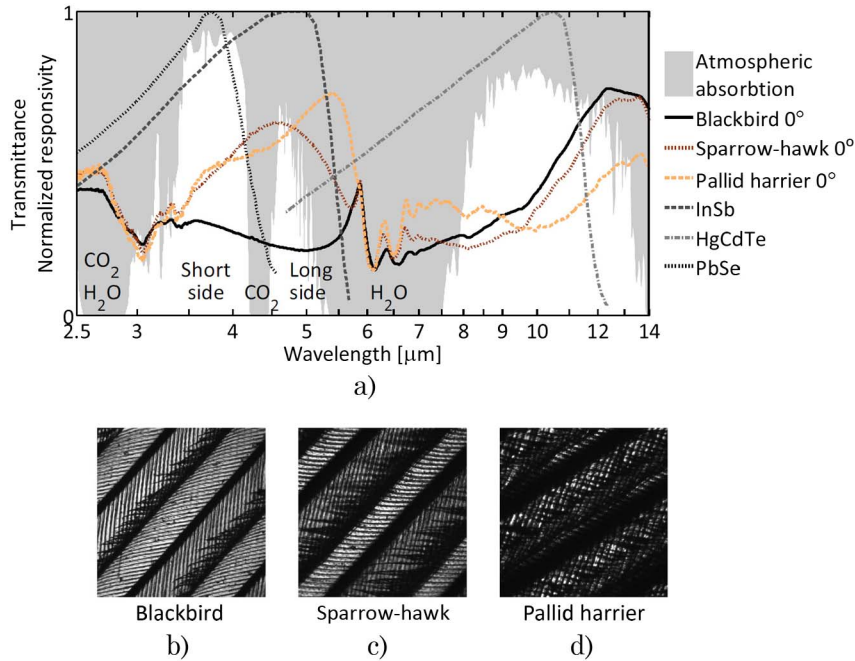 1
Transmittance
Normalized responsivity
0
CO2
H2O
Short
side
CO2
Long
side
H2O
2.5 3 4 5 6 7 8 9 10 12 14
Wavelength [μm]
Atmospheric
absorbtion
Blackbird 0°
Sparrow-hawk 0°
Pallid harrier 0°
InSb
HgCdTe
PbSe
a)
Blackbird Sparrow-hawk Pallid harrier
b) c) d)